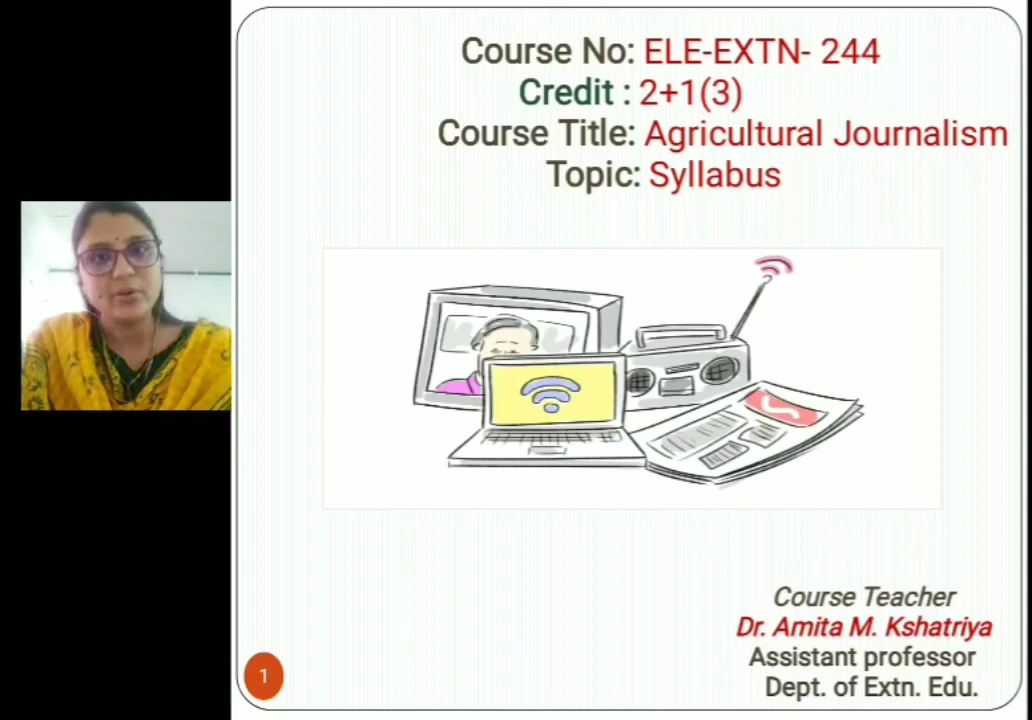 Course No: ELE-EXTN- 244
Credit : 2+1(3)
Course Title: Agricultural Journalism
Topic: Syllabus
Course Teacher
Dr. Amita M. Kshatriya
Assistant professor
Dept. of Extn. Edu.
1